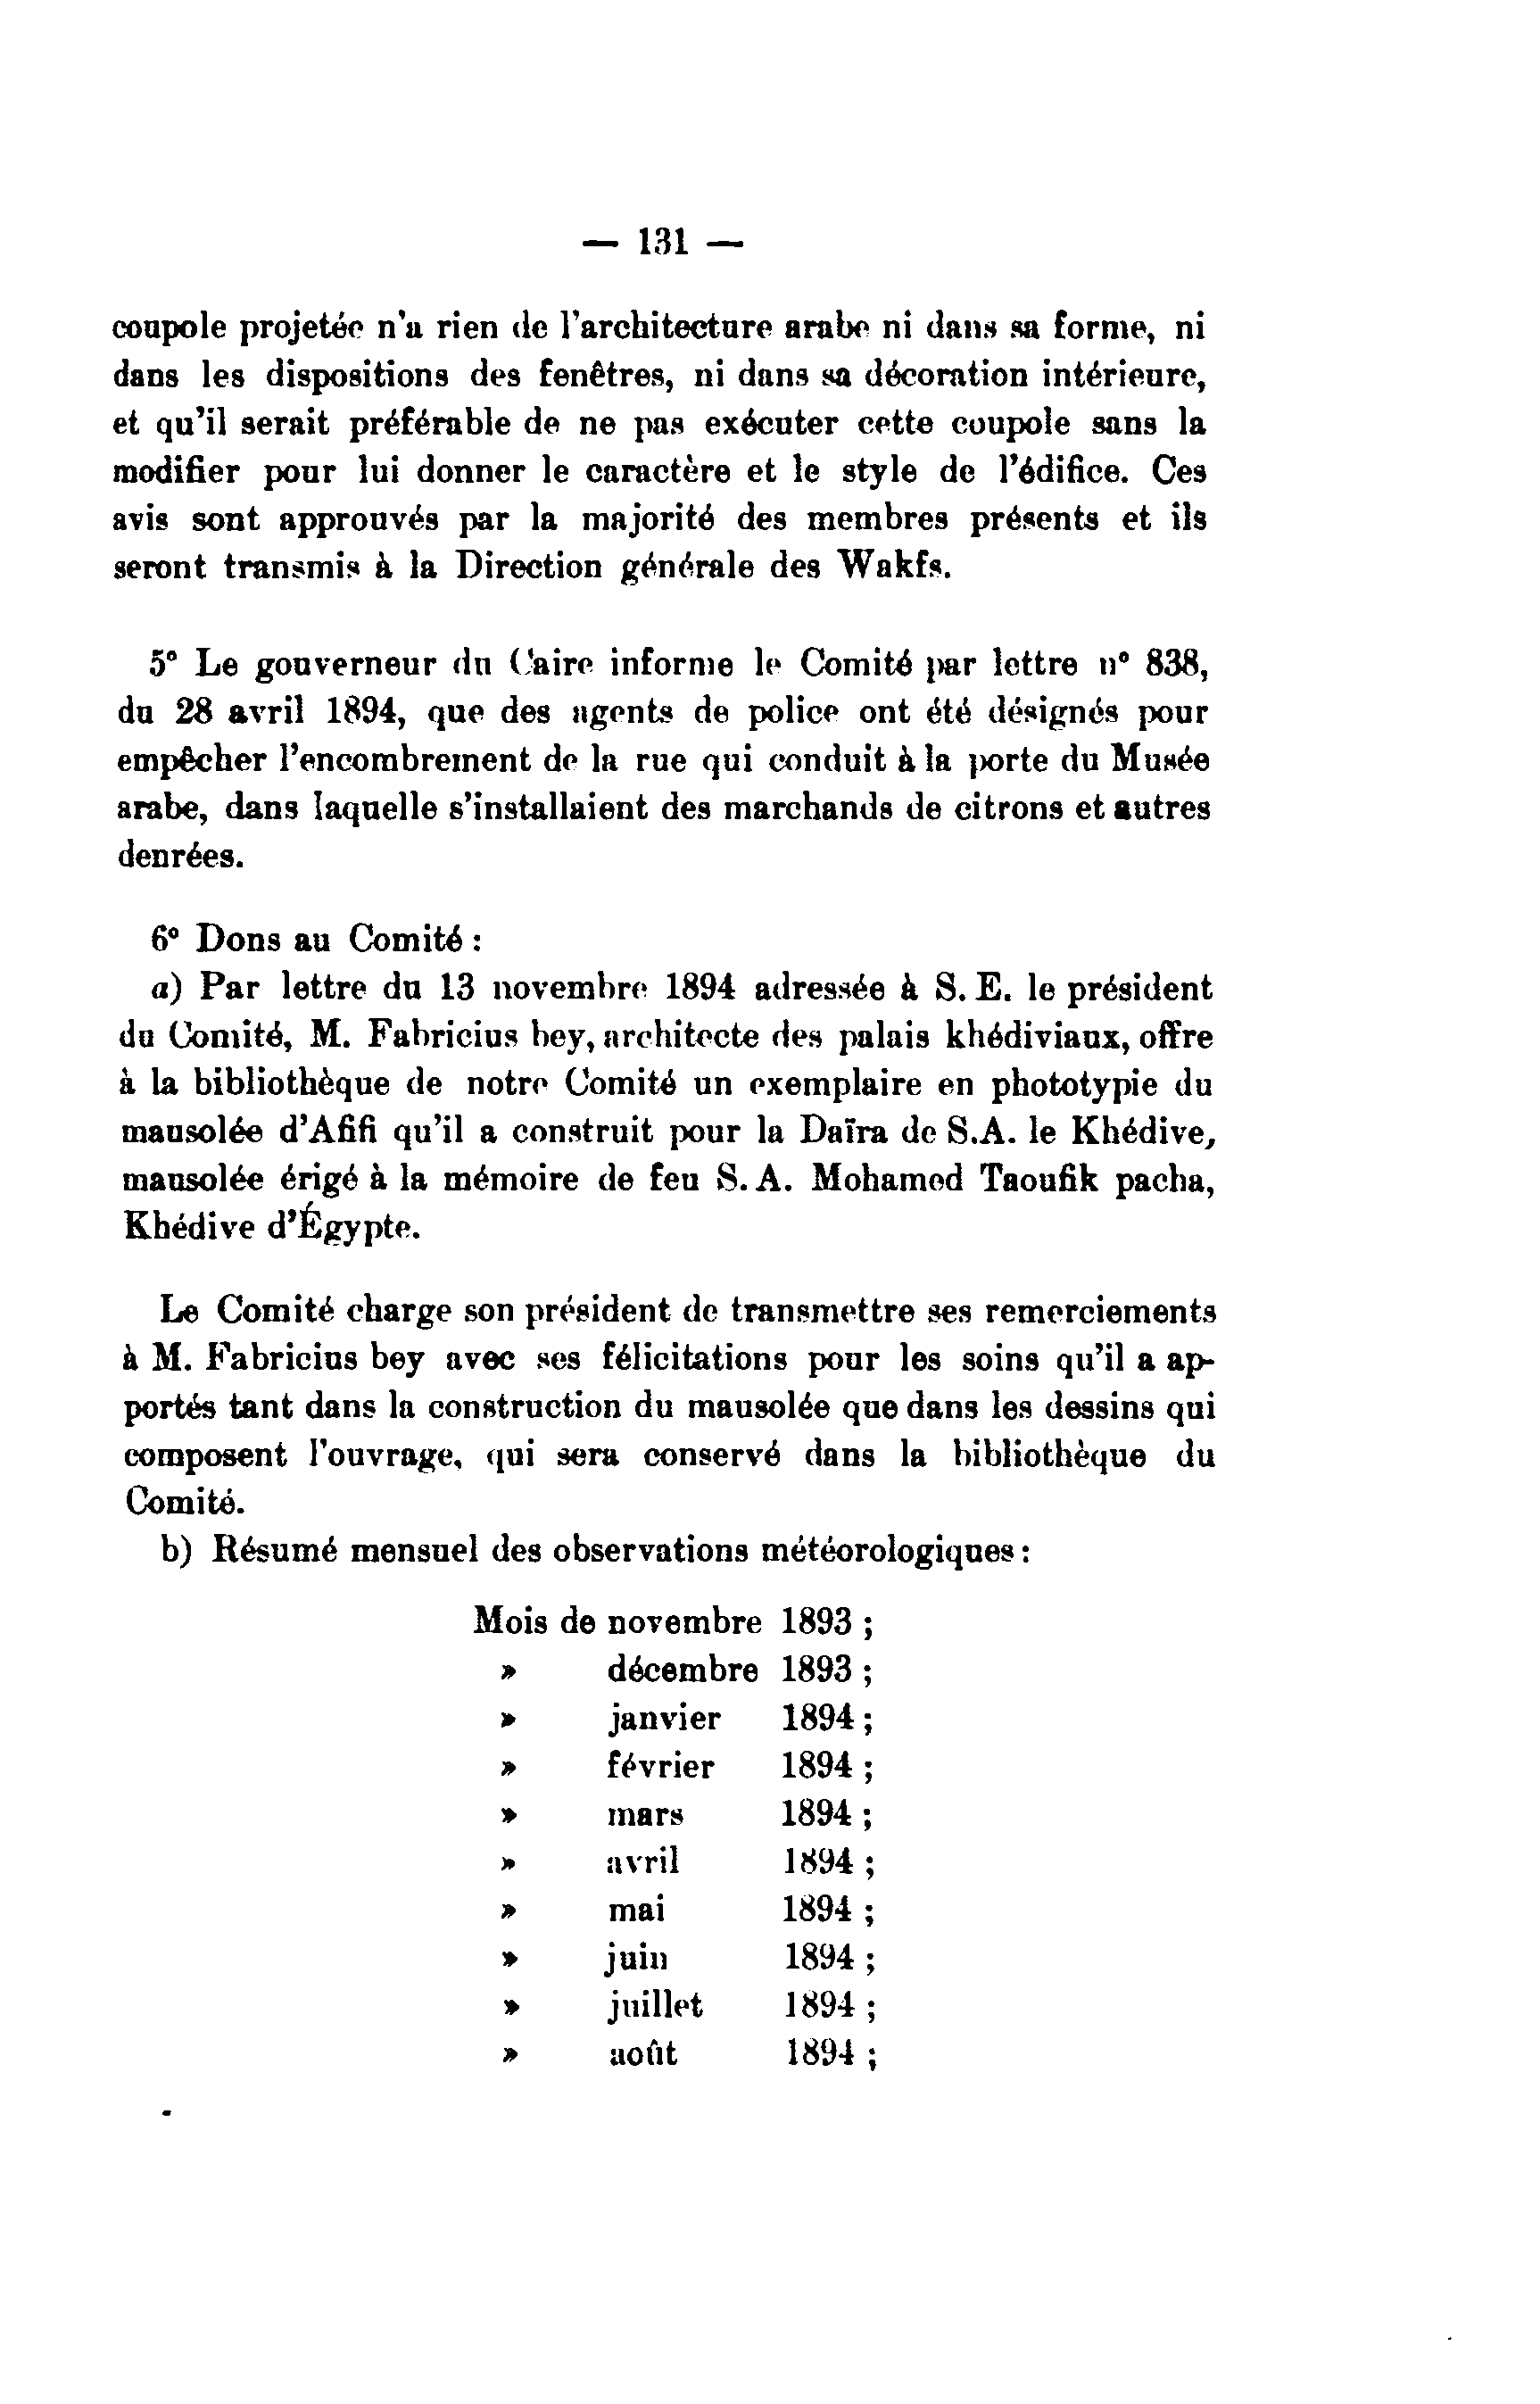 — 131 —
coupole projetée n'a rien de l'architecture arabe ni dans sa forme, ni
dans les dispositions des fenêtres, ni dans sa décoration intérieure,
et qu'il serait préférable de ne pas exécuter cette coupole sans la
modifier pour lui donner le caractère et le style de l'édifice. Ces
avis sont approuvés par la majorité des membres présents et ils
seront transmis à la Direction générale des Wakfs.
5° Le gouverneur du Caire informe le Comité par lettre n° 838,
du 28 avril 1894, que des agents de police ont été désignés pour
empêcher l'encombrement de la rue qui conduit à la porte du Musée
arabe, dans laquelle s'installaient des marchands de citrons et autres
denrées.
6° Dons au Comité :
a) Par lettre du 13 novembre 1894 adressée à S. E. le président
du Comité, M. Fabricius bey, architecte des palais khédiviaux, offre
à la bibliothèque de notre Comité un exemplaire en phototypie du
mausolée d'Afifi qu'il a construit pour la Daïra de S.A. le Khédive,
mausolée érigé à la mémoire de feu S. A. Mohamed Taoufik pacha,
Khédive d'Égypte.
Le Comité charge son président de transmettre ses remerciements
à M. Fabricius bey avec ses félicitations pour les soins qu'il a ap-
portés tant dans la construction du mausolée que dans les dessins qui
composent l'ouvrage, qui sera conservé dans la bibliothèque du
Comité.
b) Résumé mensuel des observations météorologiques :
Mois de novembre 1893 ;
» décembre 1893 ;
» janvier 1894 ;
» février 1894 ;
» mars 1894 ;
» avril 1894 ;
» mai 1894 ;
» juin 1894 ;
» juillet 1894 ;
» août 1894 ;